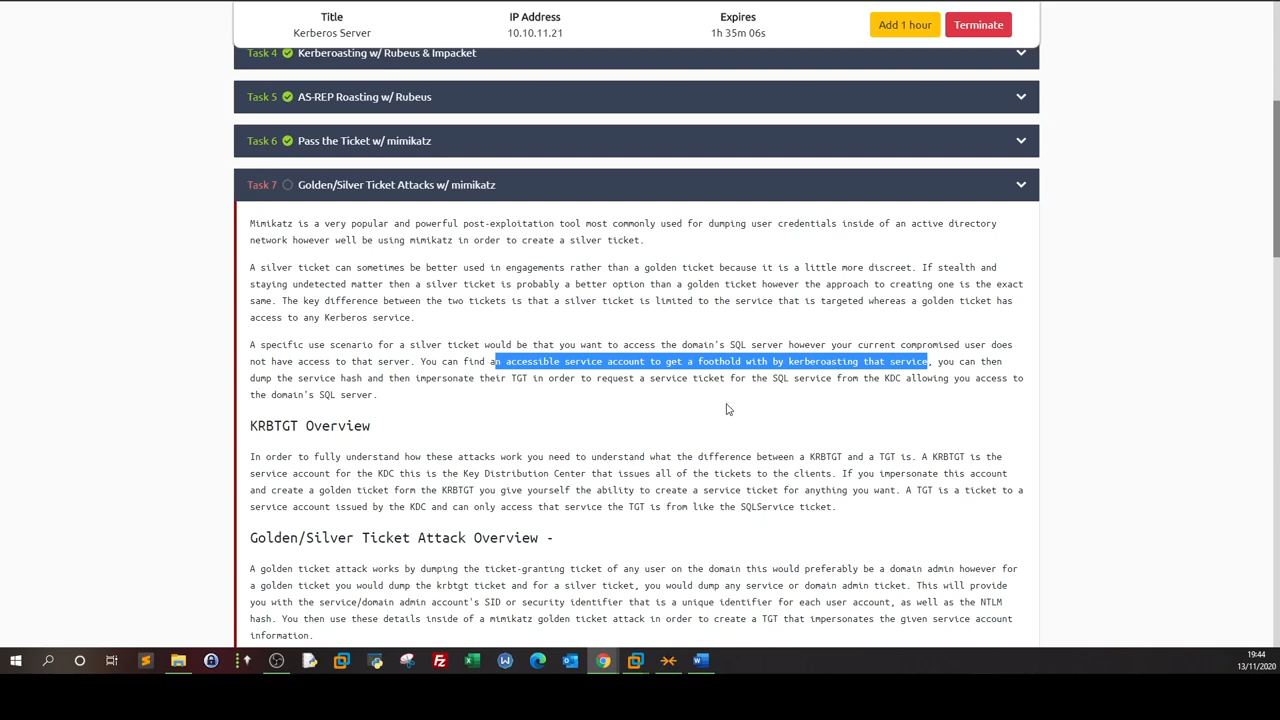 Title
Kerberos Server
IP Address
10.10.11.21
Expires
1h 35m 06s
Add 1 hour
Terminate
Task 4 Kerberoasting w/ Rubeus & Impacket
Task 5 AS-REP Roasting w/ Rubeus
Task 6 Pass the Ticket w/ mimikatz
Task 7 Golden/Silver Ticket Attacks w/ mimikatz
Mimikatz is a very popular and powerful post-exploitation tool most commonly used for dumping user credentials inside of an active directory
network however well be using mimikatz in order to create a silver ticket.
A silver ticket can sometimes be better used in engagements rather than a golden ticket because it is a little more discreet. If stealth and
staying undetected matter then a silver ticket is probably a better option than a golden ticket however the approach to creating one is the exact
same. The key difference between the two tickets is that a silver ticket is limited to the service that is targeted whereas a golden ticket has
access to any Kerberos service.
A specific use scenario for a silver ticket would be that you want to access the domain's SQL server however your current compromised user does
not have access to that server. You can find an accessible service account to get a foothold with by kerberoasting that service, you can then
dump the service hash and then impersonate their TGT in order to request a service ticket for the SQL service from the KDC allowing you access to
the domain's SQL server.
KRBTGT Overview
In order to fully understand how these attacks work you need to understand what the difference between a KRBTGT and a TGT is. A KRBTGT is the
service account for the KDC this is the Key Distribution Center that issues all of the tickets to the clients. If you impersonate this account
and create a golden ticket form the KRBTGT you give yourself the ability to create a service ticket for anything you want. A TGT is a ticket to a
service account issued by the KDC and can only access that service the TGT is from like the SQLService ticket.
Golden/Silver Ticket Attack Overview -
A golden ticket attack works by dumping the ticket-granting ticket of any user on the domain this would preferably be a domain admin however for
a golden ticket you would dump the krbtgt ticket and for a silver ticket, you would dump any service or domain admin ticket. This will provide
you with the service/domain admin account's SID or security identifier that is a unique identifier for each user account, as well as the NTLM
hash. You then use these details inside of a mimikatz golden ticket attack in order to create a TGT that impersonates the given service account
information.
19:44
13/11/2020